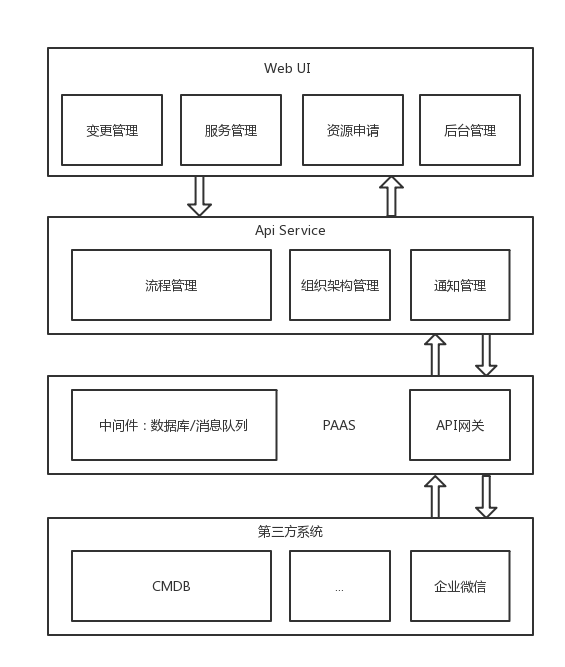 Web UI
变更管理
服务管理
资源申请
后台管理
Api Service
流程管理
组织架构管理
通知管理
中间件：数据库/消息队列
PAAS
API网关
第三方系统
CMDB
...
企业微信